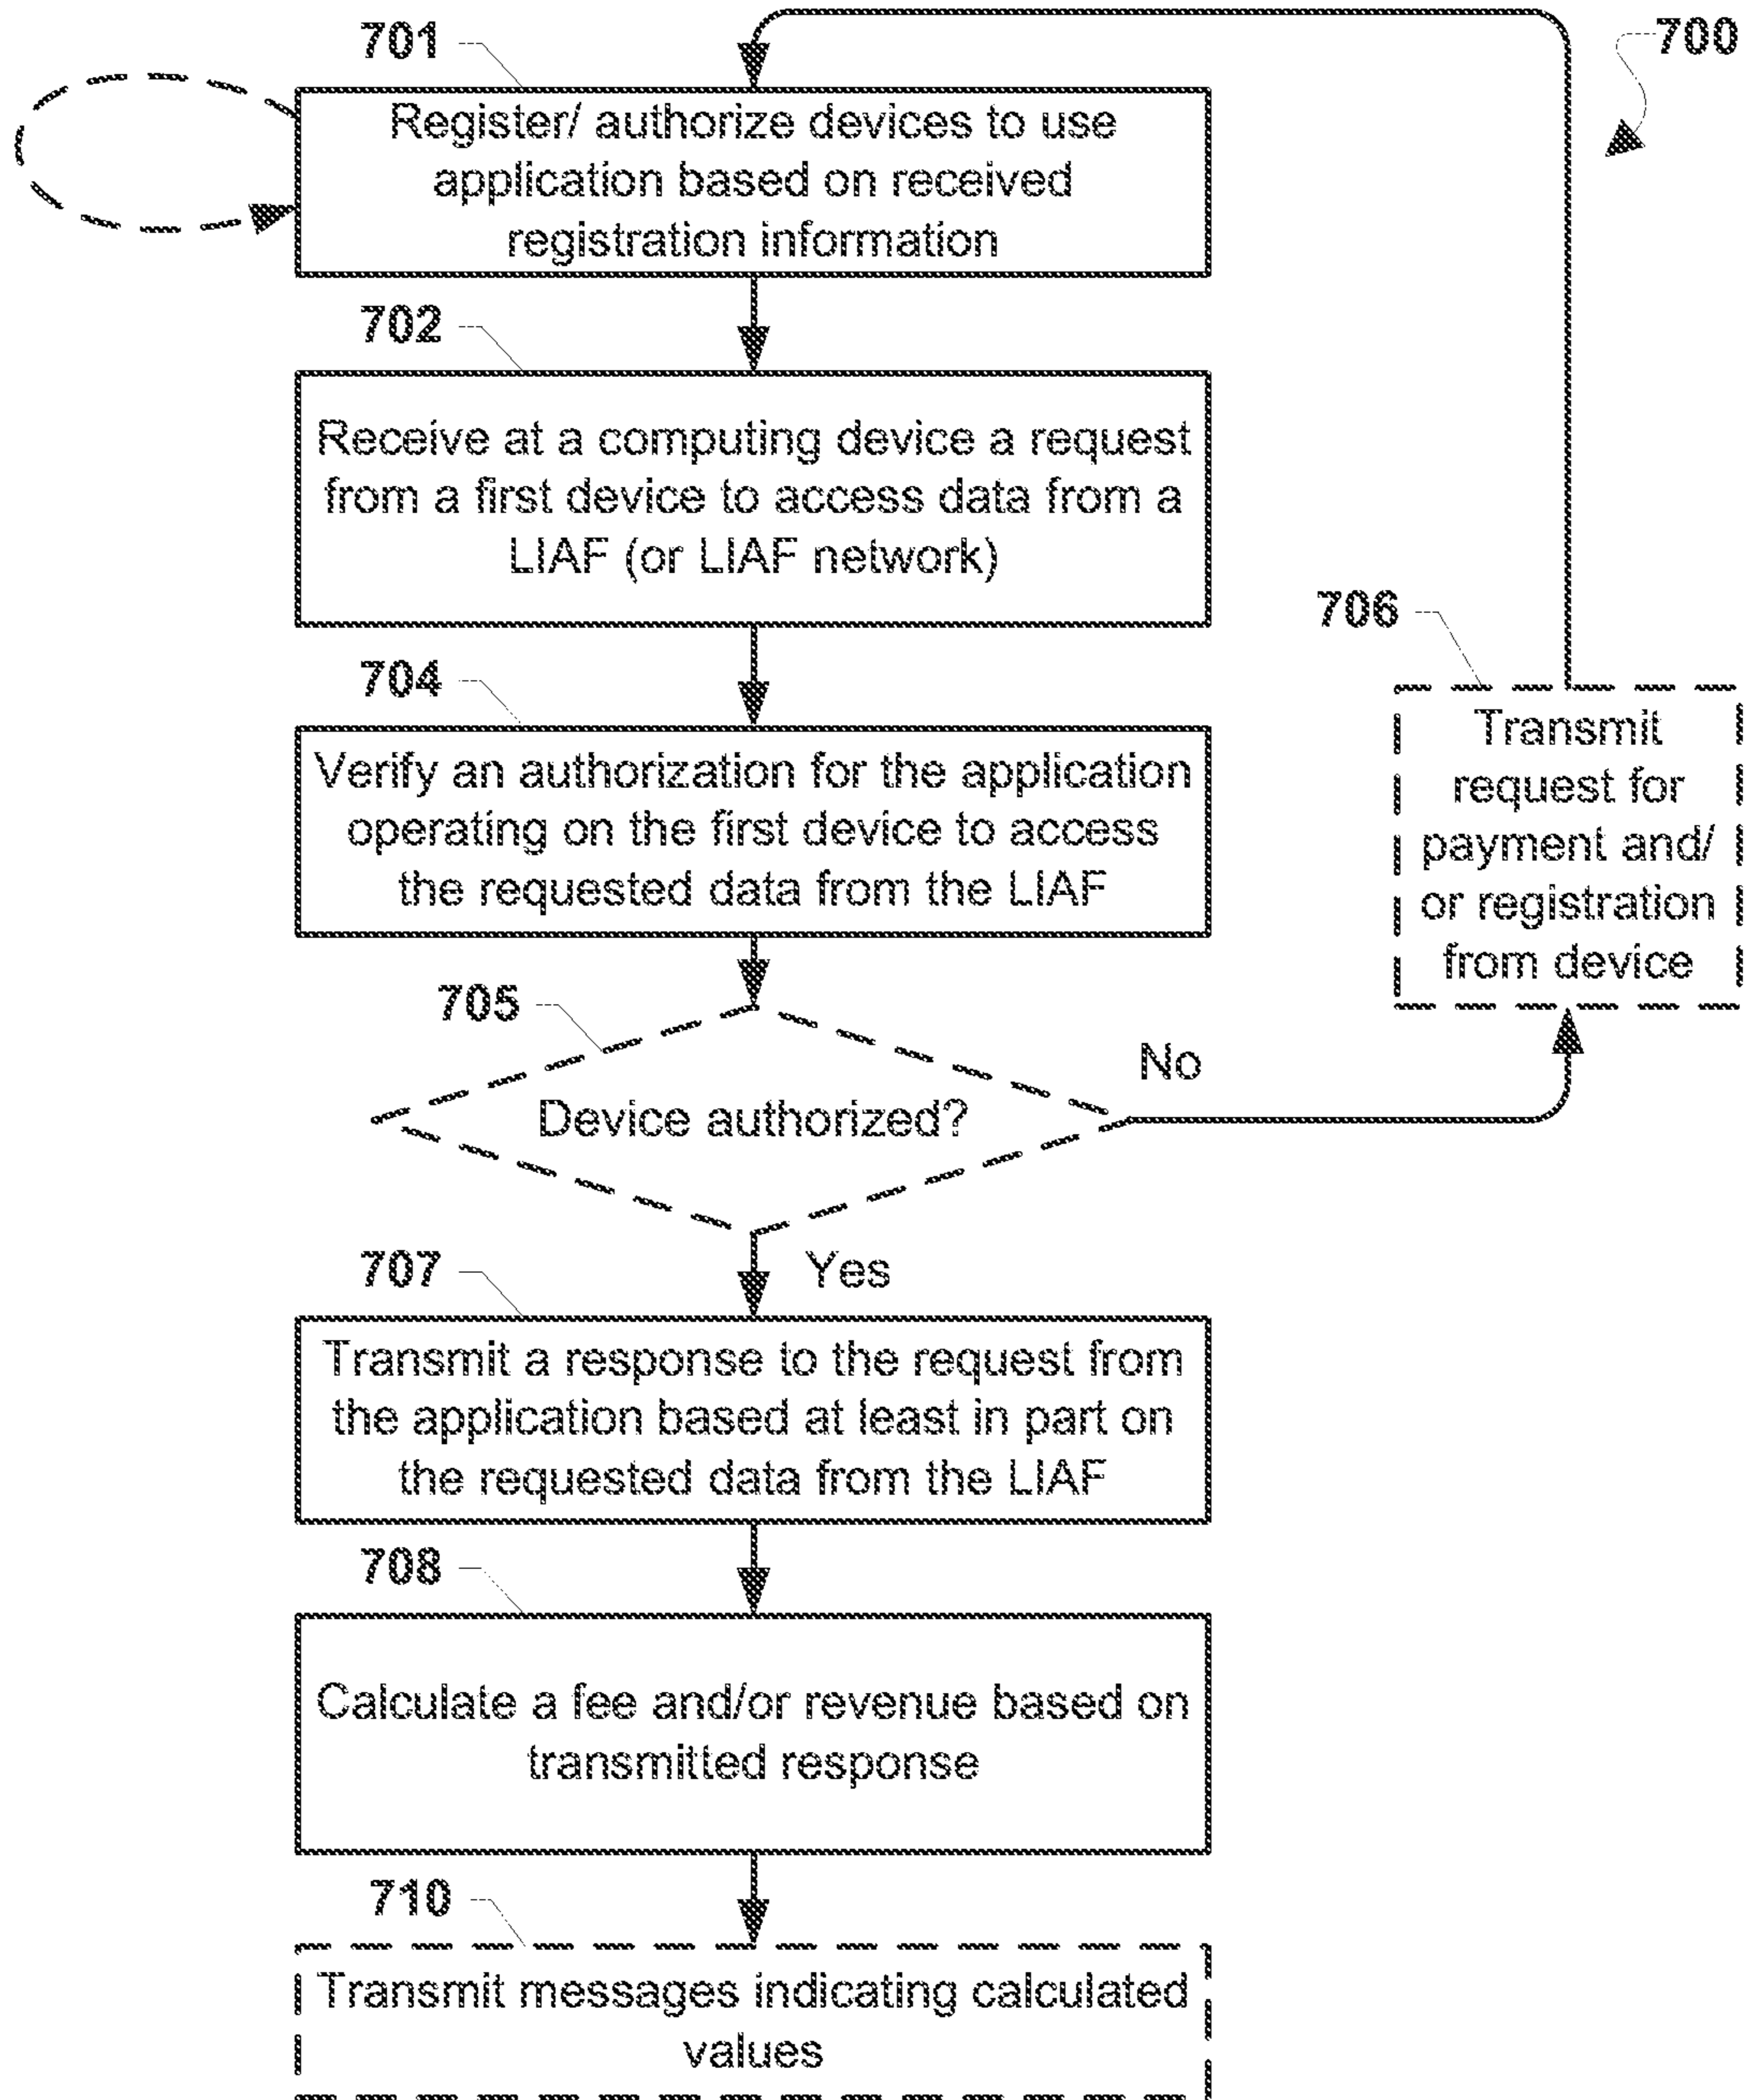 700
701
Register/ authorize devices to use
application based on received
registration information
702
Receive at a computing device a request
from a first device to access data from a
LIAF (or LIAF network)
704
Verify an authorization for the application
operating on the first device to access
the requested data from the LIAF
705
Device authorized?
No
706
Transmit
request for
payment and/
or registration
from device
Yes
707
Transmit a response to the request from
the application based at least in part on
the requested data from the LIAF
708
Calculate a fee and/or revenue based on
transmitted response
710
Transmit messages indicating calculated
values